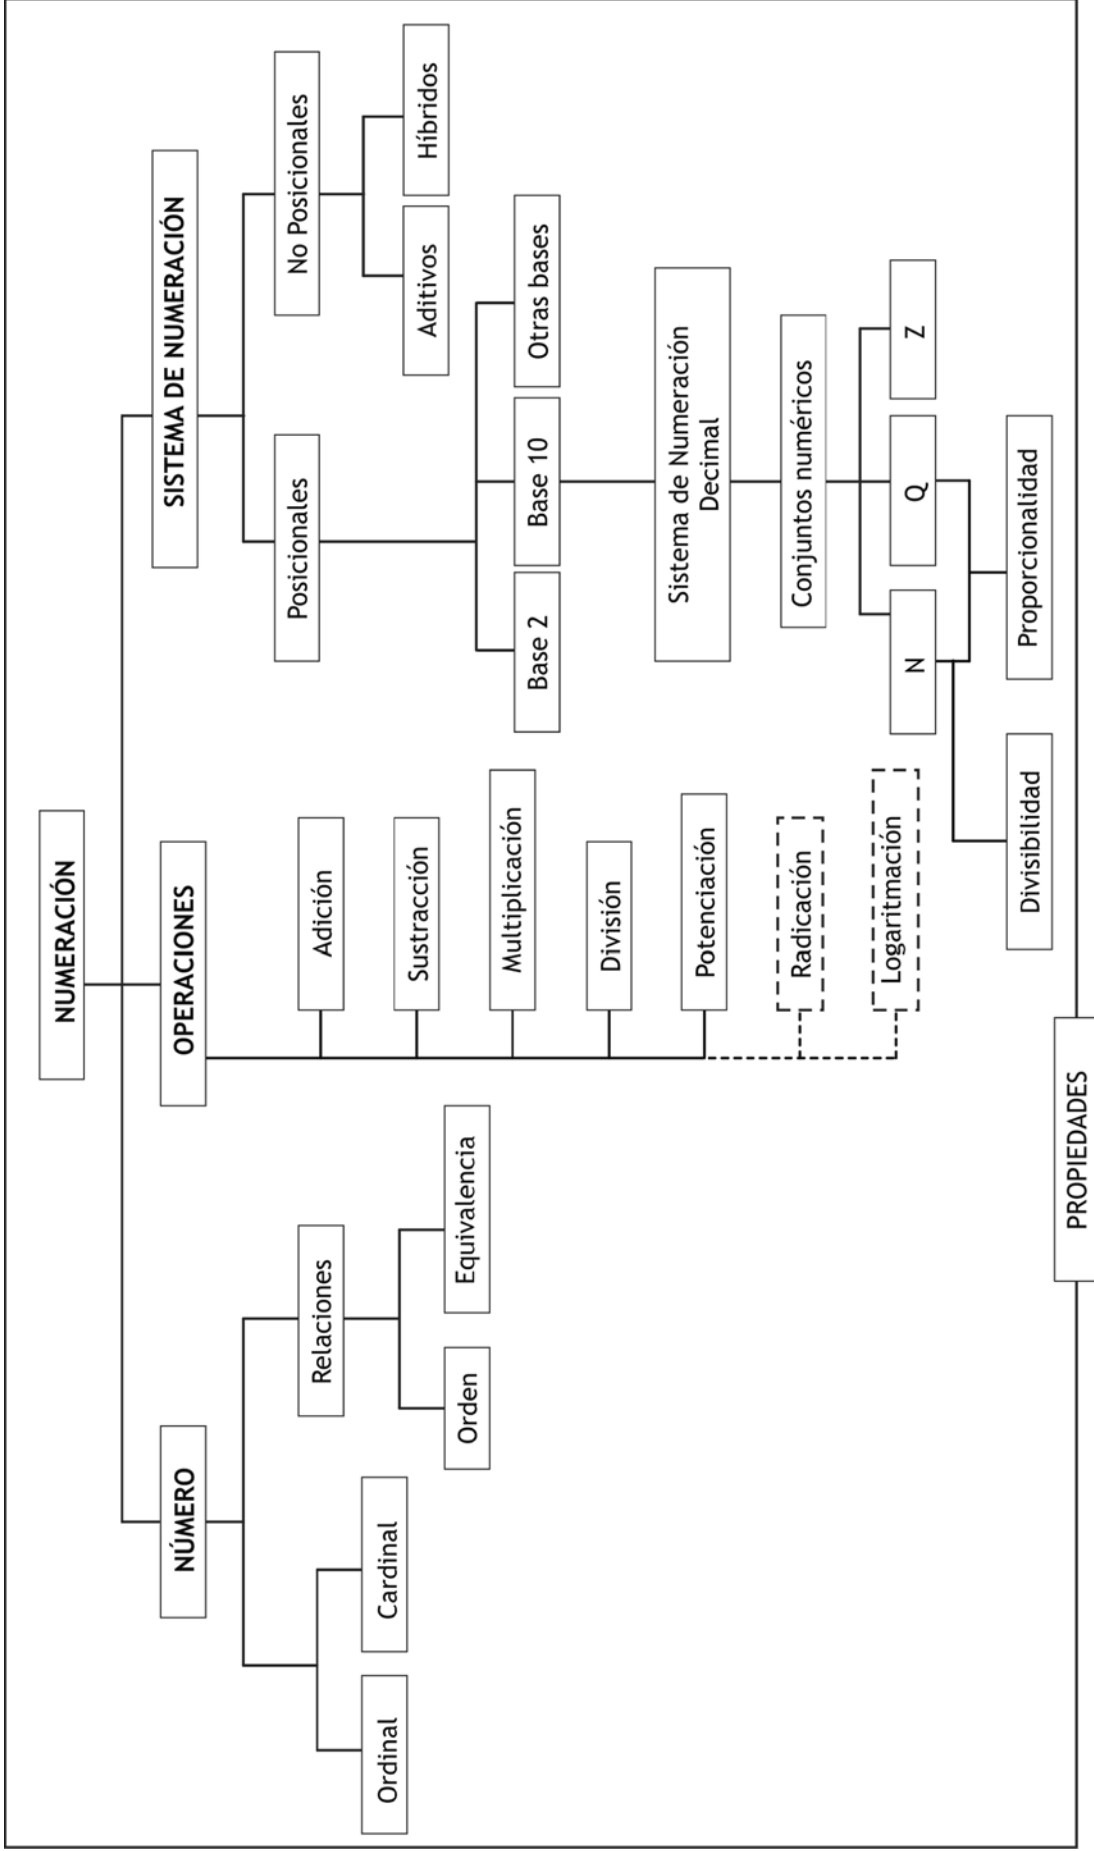 NUMERACIÓN
NÚMERO
OPERACIONES
SISTEMA DE NUMERACIÓN
Ordinal
Cardinal
Relaciones
Orden
Equivalencia
Adición
Sustracción
Multiplicación
División
Potenciación
Radicación
Logaritmación
Posicionales
No Posicionales
Aditivos
Híbridos
Base 2
Base 10
Otras bases
Sistema de Numeración
Decimal
Conjuntos numéricos
N
Q
Z
Divisibilidad
Proporcionalidad
PROPIEDADES